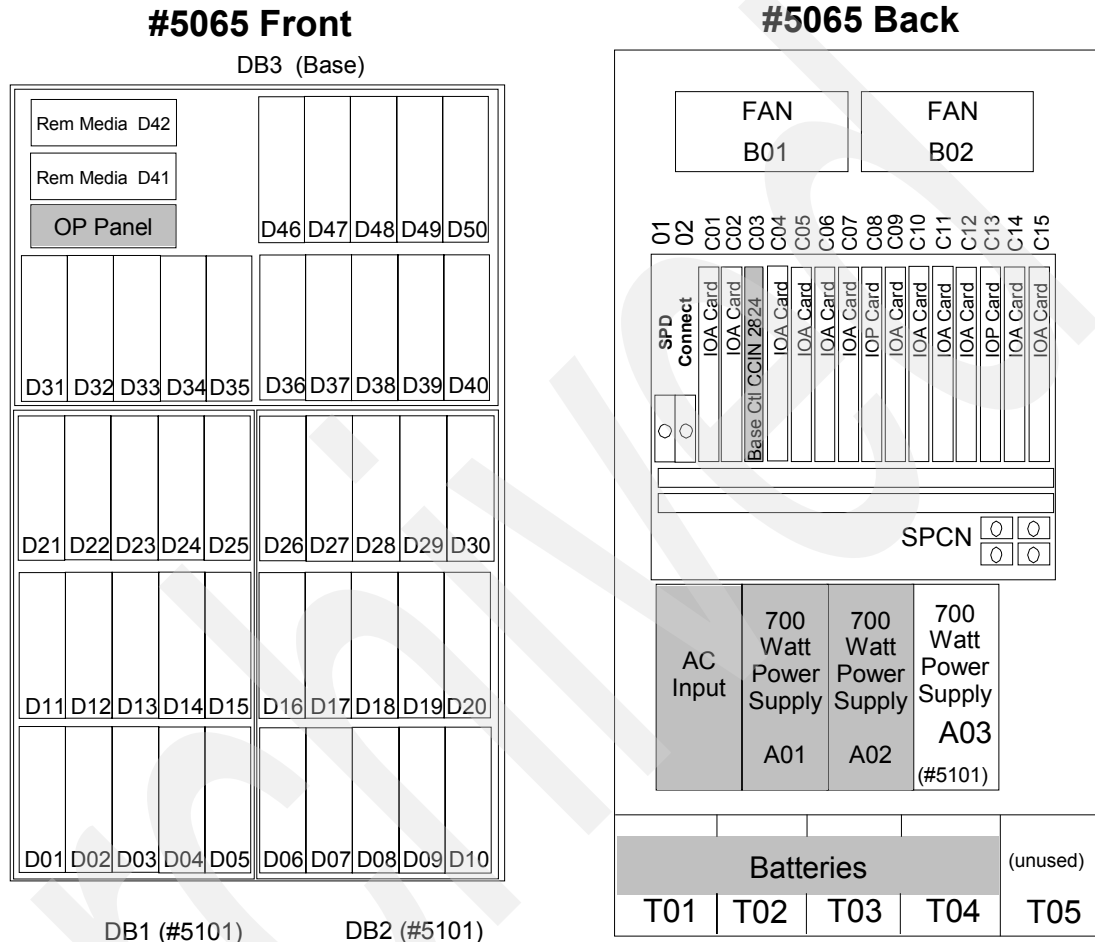 #5065 Front
DB3 (Base)
Rem Media D42
Rem Media D41
OP Panel
D46 D47 D48 D49 D50
D31 D32 D33 D34 D35 D36 D37 D38 D39 D40
D21 D22 D23 D24 D25 D26 D27 D28 D29 D30
D11 D12 D13 D14 D15 D16 D17 D18 D19 D20
D01 D02 D03 D04 D05 D06 D07 D08 D09 D10
DB1 (#5101) DB2 (#5101)
#5065 Back
FAN
B01
FAN
B02
01
02
C01
C02
C03
C04
C05
C06
C07
C08
C09
C10
C11
C12
C13
C14
C15
SPD
Connect
IOA Card
IOA Card
Base Ctl CCIN 2824
IOA Card
IOA Card
IOA Card
IOA Card
IOP Card
IOA Card
IOA Card
IOA Card
IOA Card
IOP Card
IOA Card
IOA Card
SPCN
AC
Input
700
Watt
Power
Supply
A01
700
Watt
Power
Supply
A02
700
Watt
Power
Supply
A03
(#5101)
Batteries
(unused)
T01 T02 T03 T04 T05